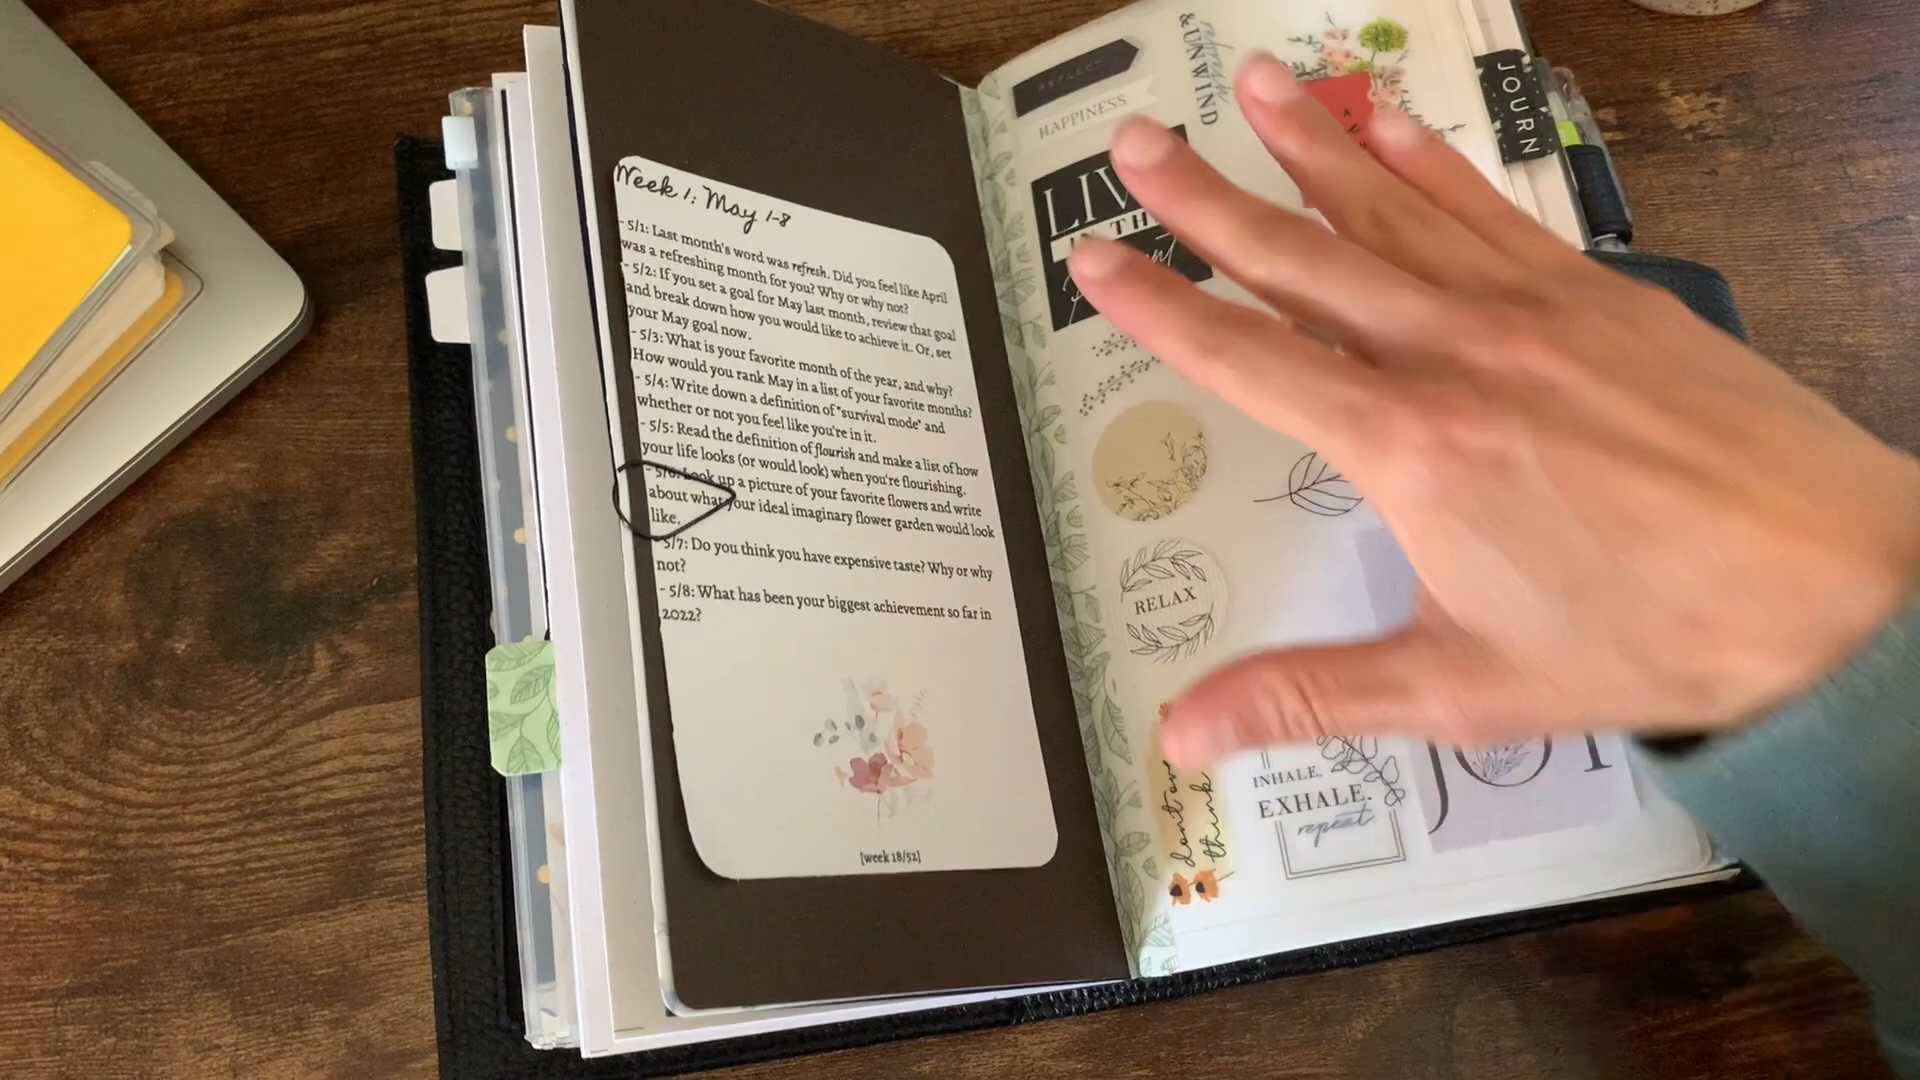 Week 1: May 1-8
- 5/1: Last month's word was refresh. Did you feel like April
was a refreshing month for you? Why or why not?
- 5/2: If you set a goal for May last month, review that goal
and break down how you would like to achieve it. Or, set
your May goal now.
- 5/3: What is your favorite month of the year, and why?
How would you rank May in a list of your favorite months?
- 5/4: Write down a definition of "survival mode" and
whether or not you feel like you're in it.
- 5/5: Read the definition of flourish and make a list of how
your life looks (or would look) when you're flourishing.
- 5/6: Look up a picture of your favorite flowers and write
about what your ideal imaginary flower garden would look
like.
- 5/7: Do you think you have expensive taste? Why or why
not?
- 5/8: What has been your biggest achievement so far in
2022?
[week 18/52]
REFLECT
HAPPINESS
refresh
& UNWIND
LIV
IN TH
RELAX
dont over
think
INHALE,
EXHALE.
repeat
JOY
JOURN